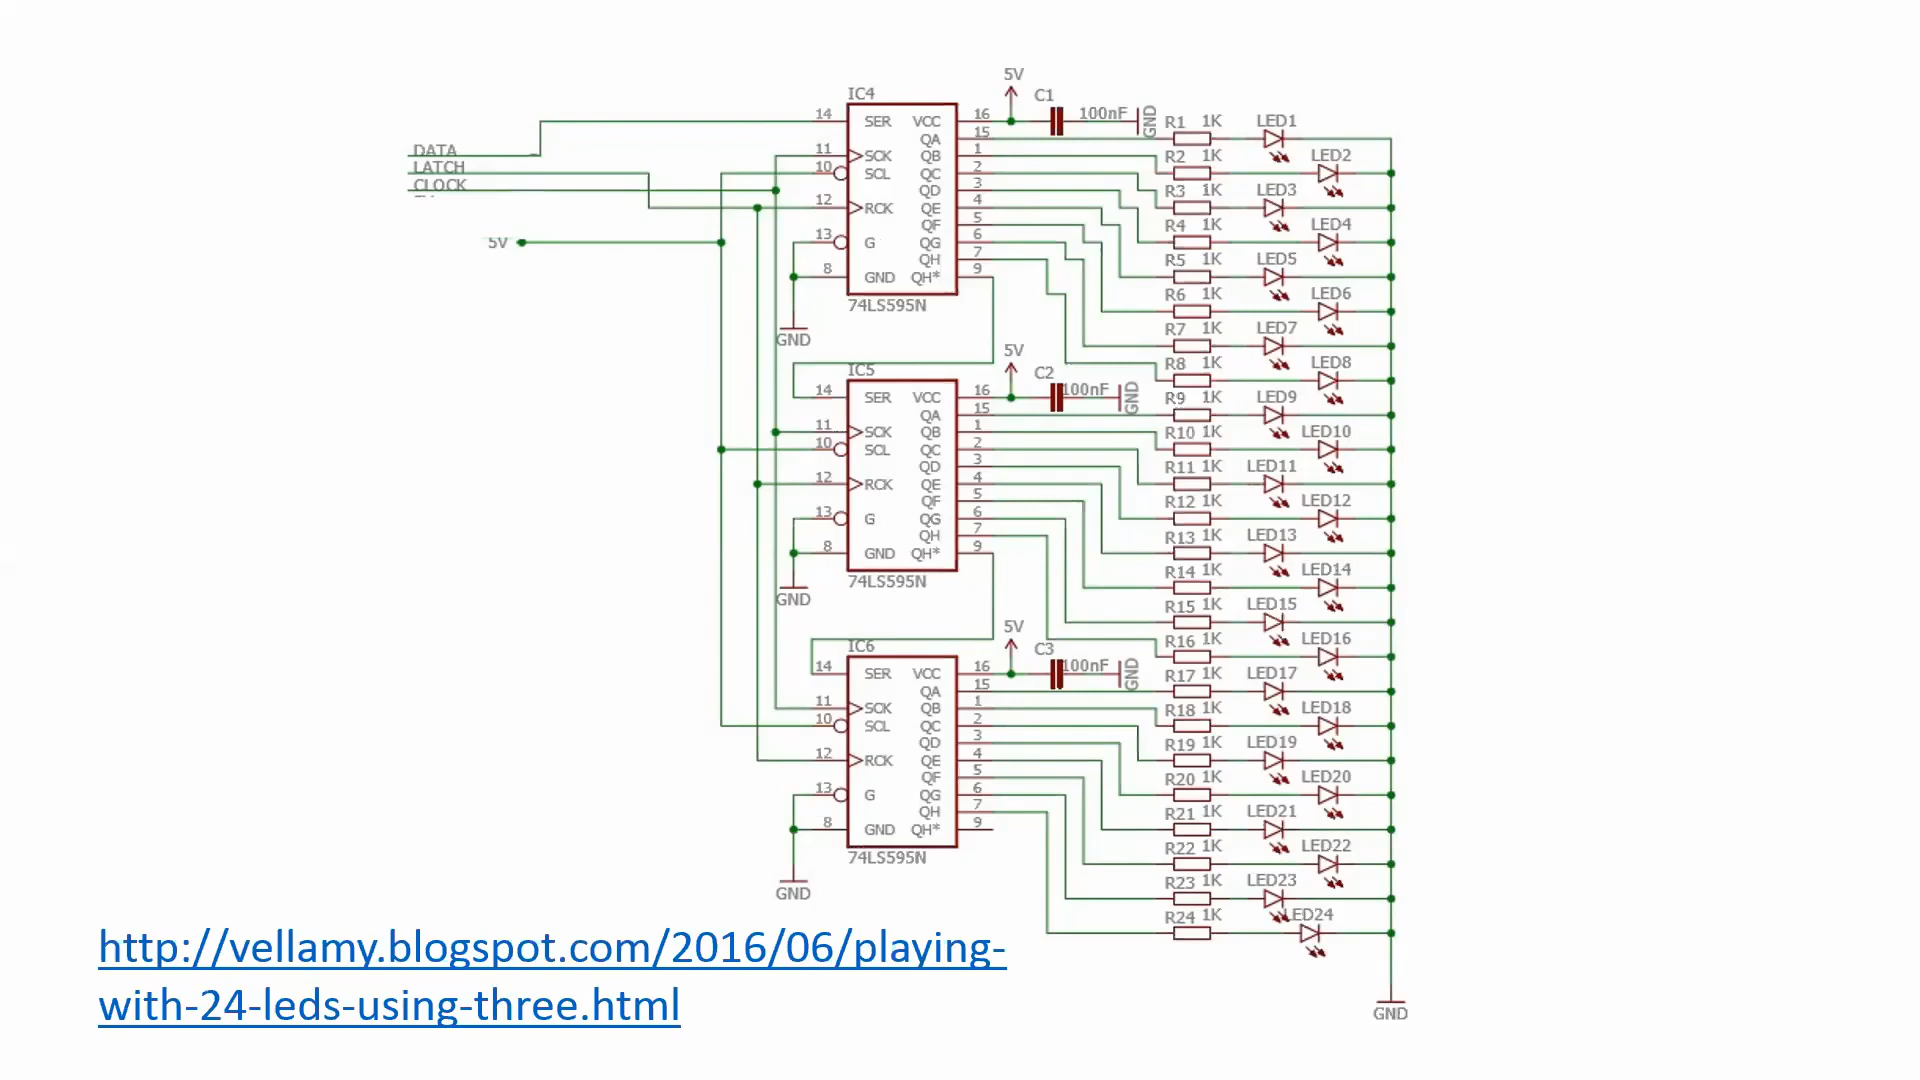 5V
IC4
C1
100nF
GND
14 SER VCC 16
QA 15
11 SCK QB 1
10 SCL QC 2
QD 3
12 RCK QE 4
QF 5
13 G QG 6
QH 7
8 GND QH* 9
74LS595N
GND
DATA
LATCH
CLOCK
5V
R1 1K LED1
R2 1K LED2
R3 1K LED3
R4 1K LED4
R5 1K LED5
R6 1K LED6
R7 1K LED7
R8 1K LED8
5V
IC5
C2
100nF
GND
14 SER VCC 16
QA 15
11 SCK QB 1
10 SCL QC 2
QD 3
12 RCK QE 4
QF 5
13 G QG 6
QH 7
8 GND QH* 9
74LS595N
GND
R9 1K LED9
R10 1K LED10
R11 1K LED11
R12 1K LED12
R13 1K LED13
R14 1K LED14
R15 1K LED15
R16 1K LED16
5V
IC6
C3
100nF
GND
14 SER VCC 16
QA 15
11 SCK QB 1
10 SCL QC 2
QD 3
12 RCK QE 4
QF 5
13 G QG 6
QH 7
8 GND QH* 9
74LS595N
GND
R17 1K LED17
R18 1K LED18
R19 1K LED19
R20 1K LED20
R21 1K LED21
R22 1K LED22
R23 1K LED23
R24 1K LED24
GND
http://vellamy.blogspot.com/2016/06/playing-
with-24-leds-using-three.html